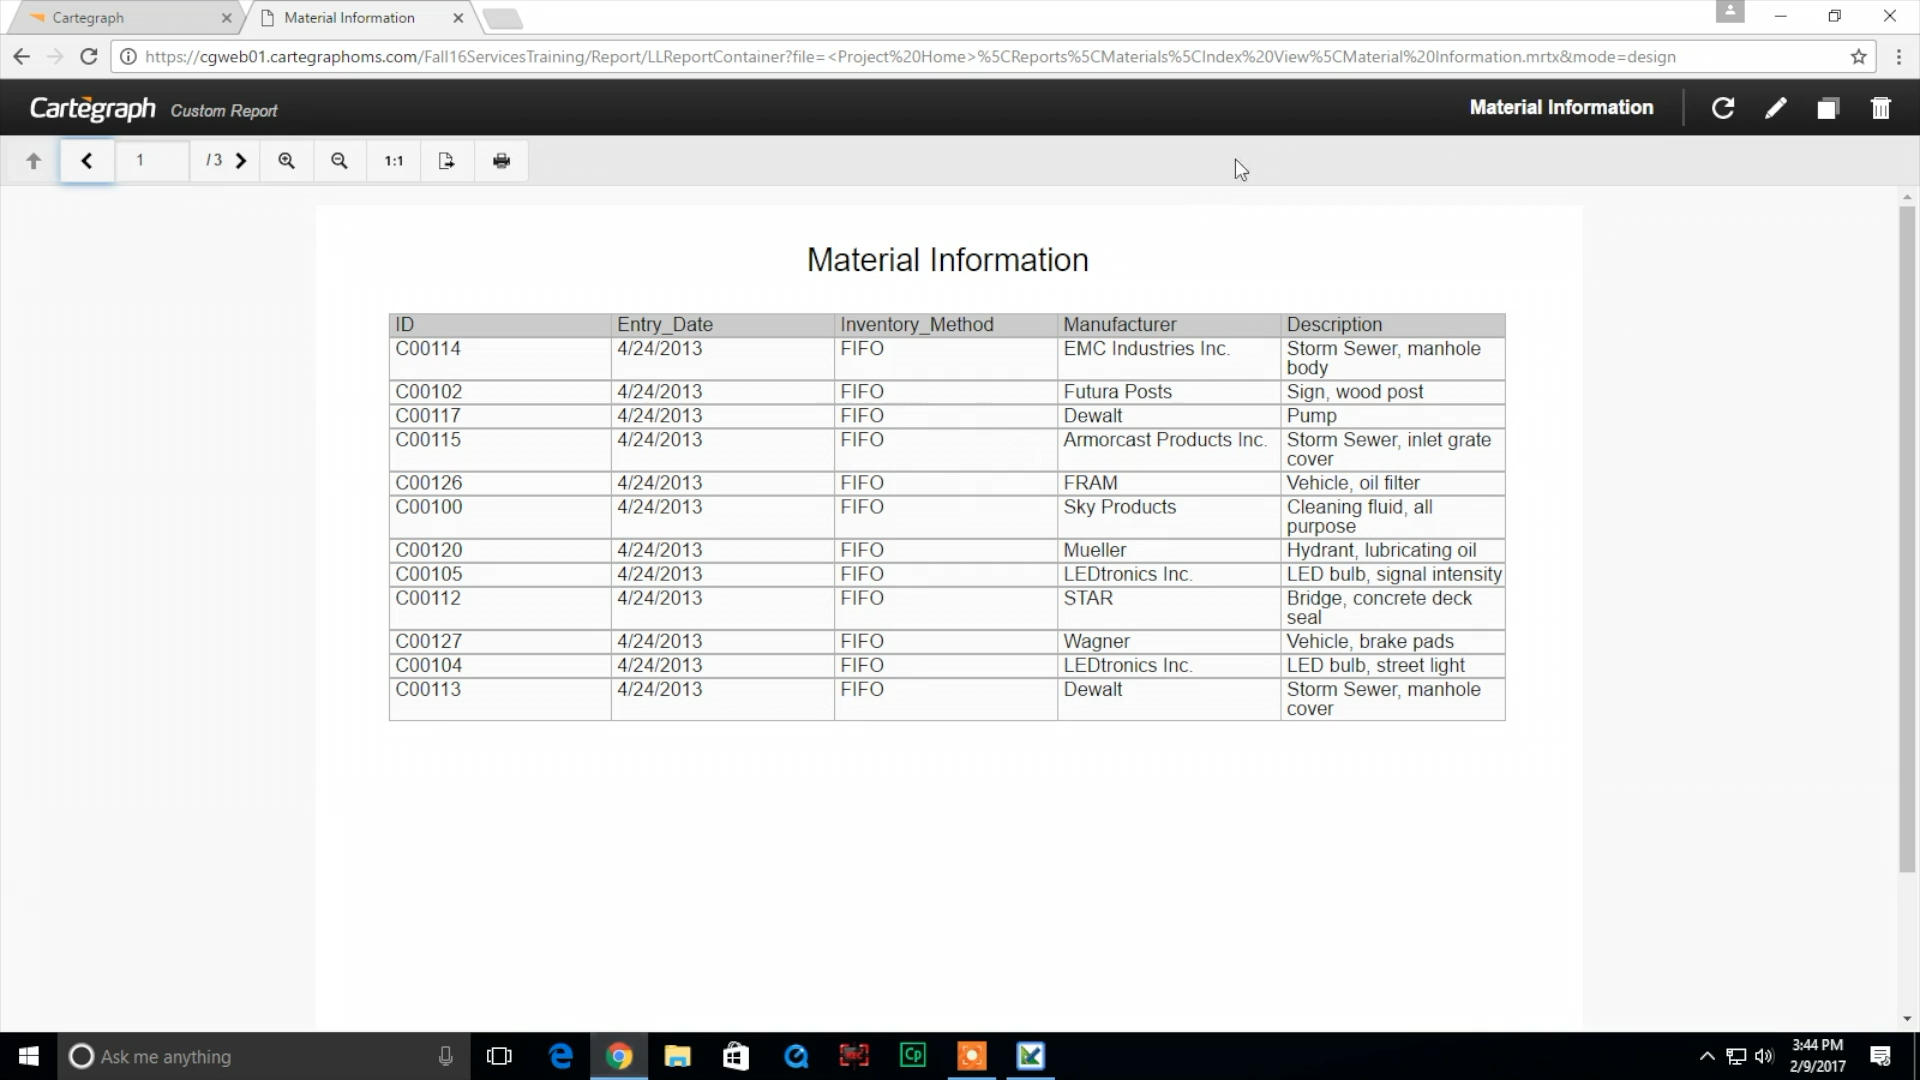 Cartegraph
Material Information
https://cgweb01.cartegraphoms.com/Fall16ServicesTraining/Report/LLReportContainer?file=<Project%20Home>%5CReports%5CMaterials%5CIndex%20View%5CMaterial%20Information.mrtx&mode=design
Cartegraph Custom Report
Material Information
1 /3 1:1
Material Information
ID Entry_Date Inventory_Method Manufacturer Description
C00114 4/24/2013 FIFO EMC Industries Inc. Storm Sewer, manhole
body
C00102 4/24/2013 FIFO Futura Posts Sign, wood post
C00117 4/24/2013 FIFO Dewalt Pump
C00115 4/24/2013 FIFO Armorcast Products Inc. Storm Sewer, inlet grate
cover
C00126 4/24/2013 FIFO FRAM Vehicle, oil filter
C00100 4/24/2013 FIFO Sky Products Cleaning fluid, all
purpose
C00120 4/24/2013 FIFO Mueller Hydrant, lubricating oil
C00105 4/24/2013 FIFO LEDtronics Inc. LED bulb, signal intensity
C00112 4/24/2013 FIFO STAR Bridge, concrete deck
seal
C00127 4/24/2013 FIFO Wagner Vehicle, brake pads
C00104 4/24/2013 FIFO LEDtronics Inc. LED bulb, street light
C00113 4/24/2013 FIFO Dewalt Storm Sewer, manhole
cover
Ask me anything
Cp
3:44 PM
2/9/2017